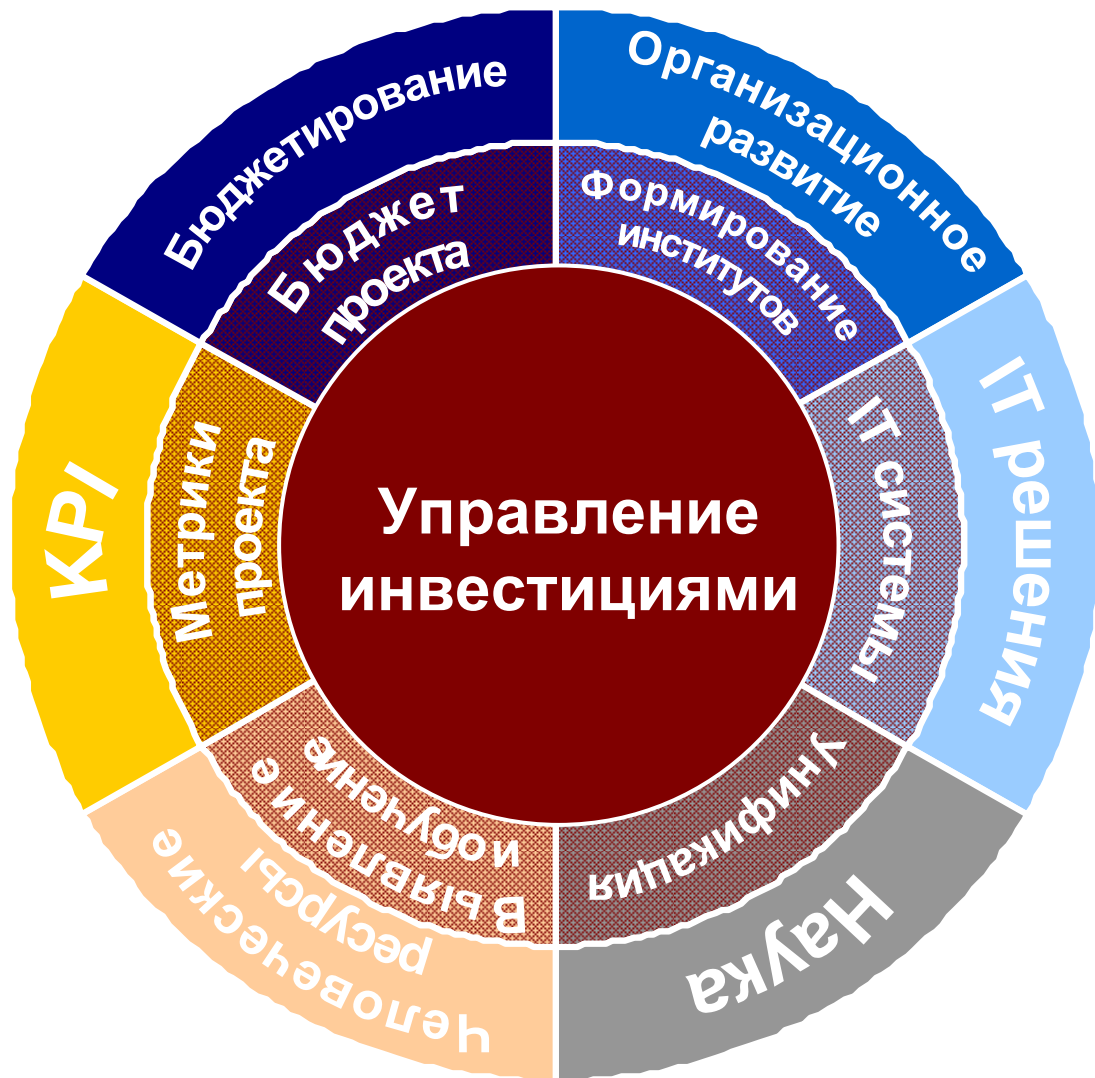 Бюджетирование
Организационное
развитие
Бюджет
проекта
Формирование
институтов
KPI
Метрики
проекта
Управление
инвестициями
IT системы
IT решения
Выявление
и обучение
Человеческие
ресурсы
Унификация
Наука